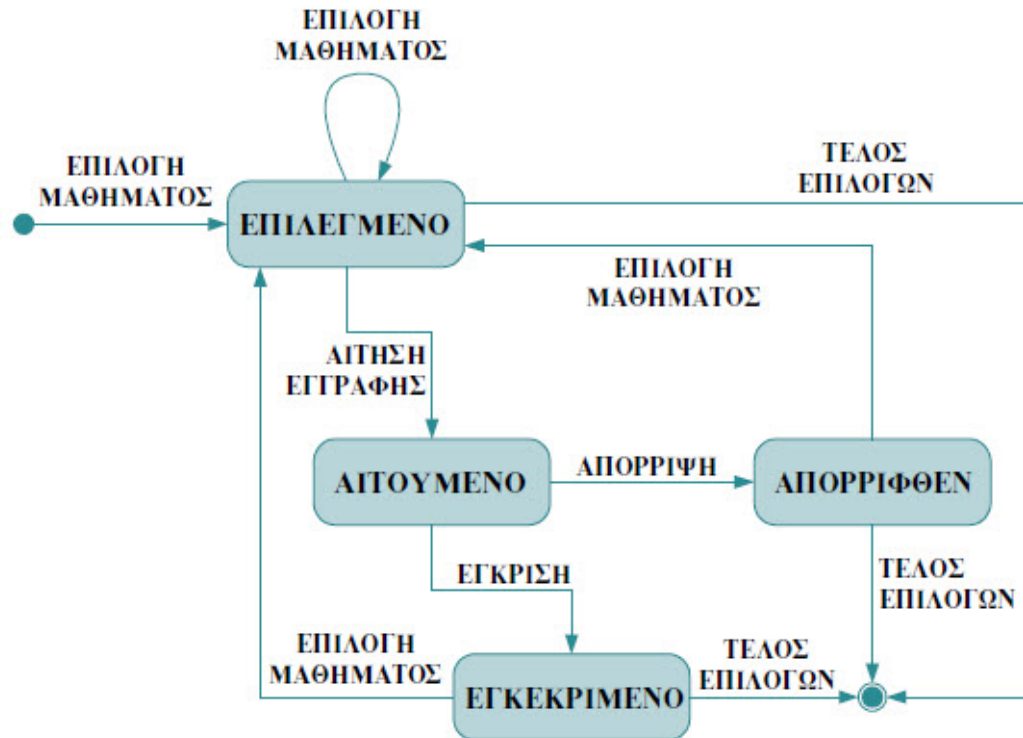 ΕΠΙΛΟΓΗ
ΜΑΘΗΜΑΤΟΣ
ΕΠΙΛΟΓΗ
ΜΑΘΗΜΑΤΟΣ
ΤΕΛΟΣ
ΕΠΙΛΟΓΩΝ
ΕΠΙΛΕΓΜΕΝΟ
ΕΠΙΛΟΓΗ
ΜΑΘΗΜΑΤΟΣ
ΑΙΤΗΣΗ
ΕΓΓΡΑΦΗΣ
ΑΙΤΟΥΜΕΝΟ
ΑΠΟΡΡΙΨΗ
ΑΠΟΡΡΙΦΘΕΝ
ΕΓΚΡΙΣΗ
ΤΕΛΟΣ
ΕΠΙΛΟΓΩΝ
ΕΠΙΛΟΓΗ
ΜΑΘΗΜΑΤΟΣ
ΕΓΚΕΚΡΙΜΕΝΟ
ΤΕΛΟΣ
ΕΠΙΛΟΓΩΝ